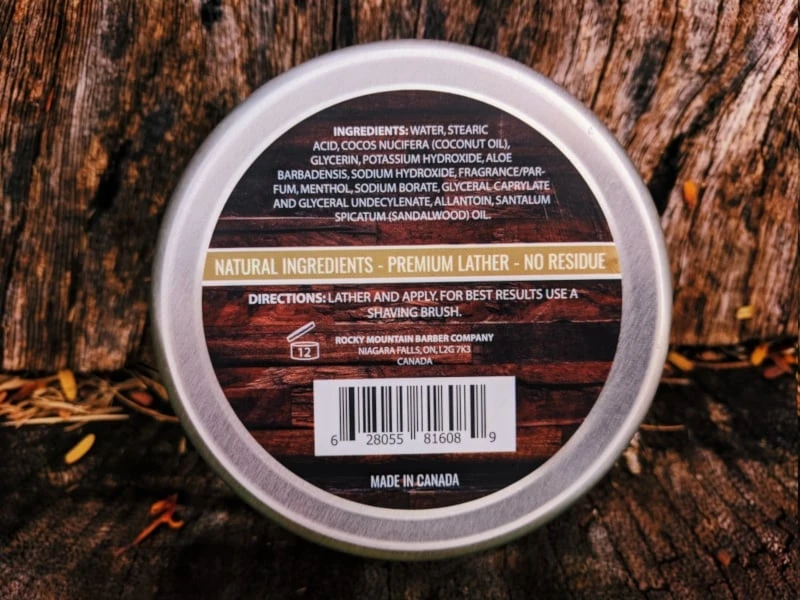 INGREDIENTS: WATER, STEARIC
ACID, COCOS NUCIFERA (COCONUT OIL),
GLYCERIN, POTASSIUM HYDROXIDE, ALOE
BARBADENSIS, SODIUM HYDROXIDE, FRAGRANCE/PAR-
FUM, MENTHOL, SODIUM BORATE, GLYCERAL CAPRYLATE
AND GLYCERAL UNDECYLENATE, ALLANTOIN, SANTALUM
SPICATUM (SANDALWOOD) OIL.
NATURAL INGREDIENTS - PREMIUM LATHER - NO RESIDUE
DIRECTIONS: LATHER AND APPLY. FOR BEST RESULTS USE A
SHAVING BRUSH.
12
ROCKY MOUNTAIN BARBER COMPANY
NIAGARA FALLS, ON, L2G 7K3
CANADA
6 28055 81608 9
MADE IN CANADA